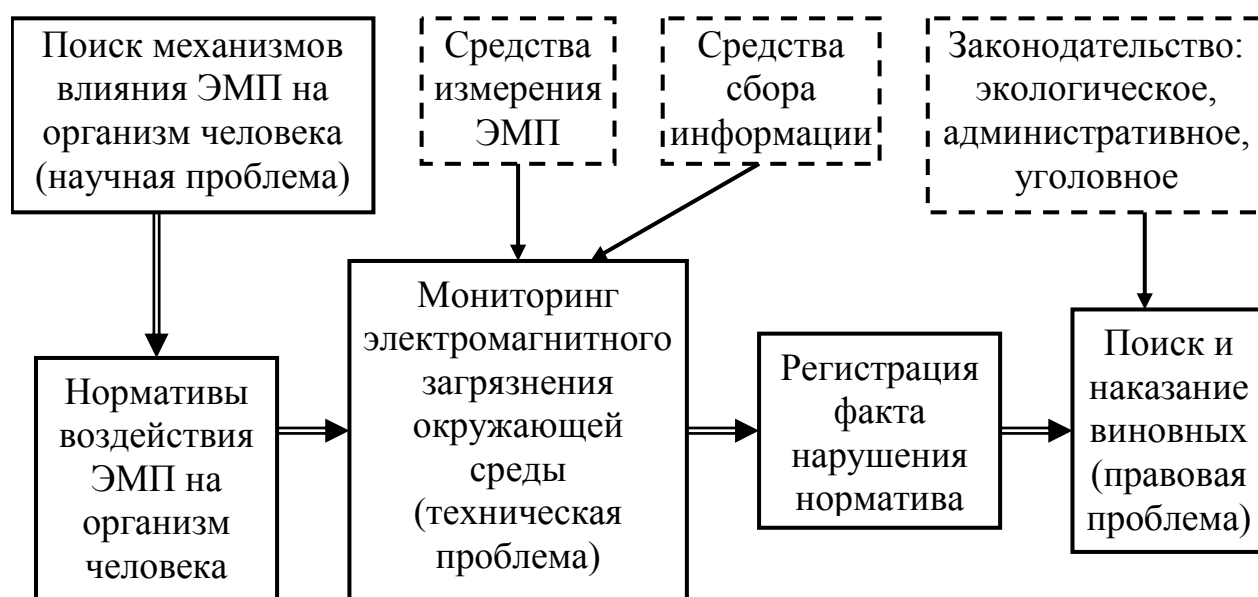 Поиск механизмов
влияния ЭМП на
организм человека
(научная проблема)
Средства
измерения
ЭМП
Средства
сбора
информации
Законодательство:
экологическое,
административное,
уголовное
Нормативы
воздействия
ЭМП на
организм
человека
Мониторинг
электромагнитного
загрязнения
окружающей
среды
(техническая
проблема)
Регистрация
факта
нарушения
норматива
Поиск и
наказание
виновных
(правовая
проблема)